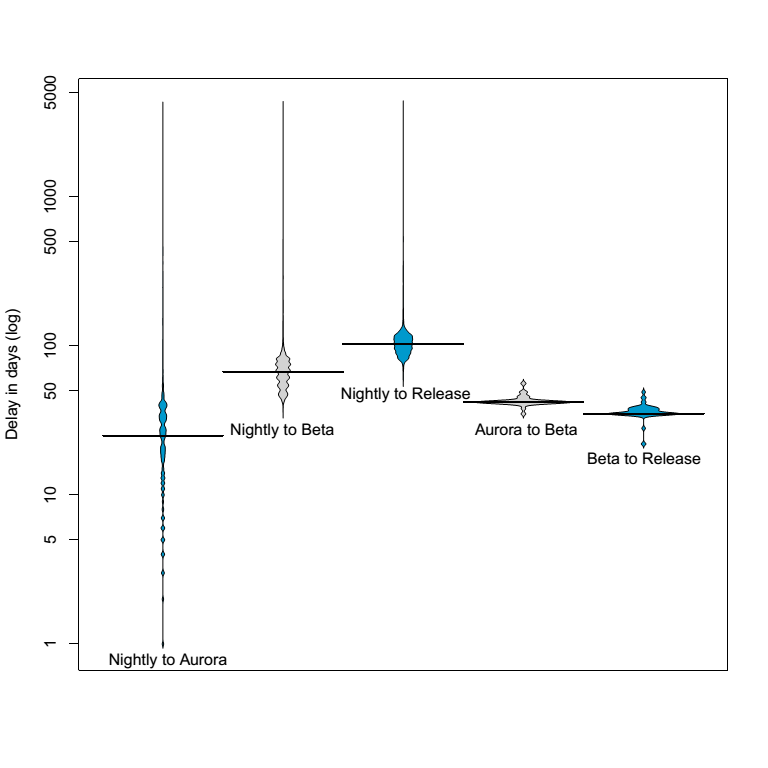 Delay in days (log)
5000
1000
500
100
50
10
5
1
Nightly to Release
Nightly to Beta
Aurora to Beta
Beta to Release
Nightly to Aurora